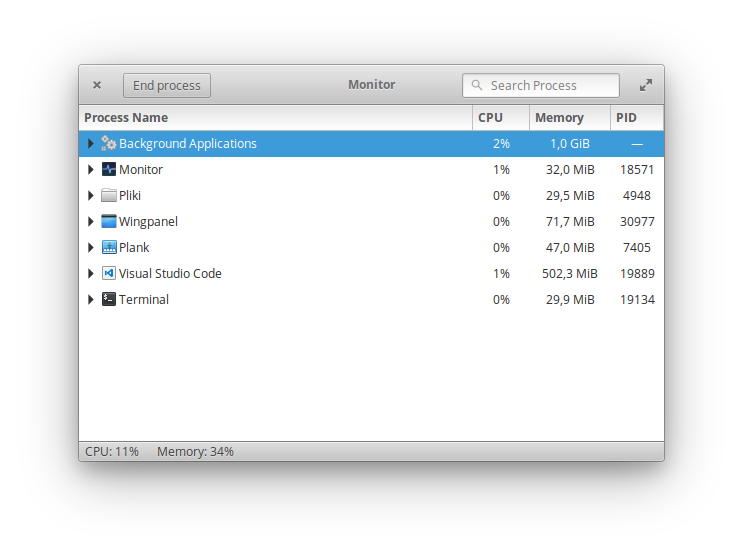 End process Monitor Search Process
Process Name CPU Memory PID
Background Applications 2% 1,0 GiB —
Monitor 1% 32,0 MiB 18571
Pliki 0% 29,5 MiB 4948
Wingpanel 0% 71,7 MiB 30977
Plank 0% 47,0 MiB 7405
Visual Studio Code 1% 502,3 MiB 19889
Terminal 0% 29,9 MiB 19134
CPU: 11% Memory: 34%